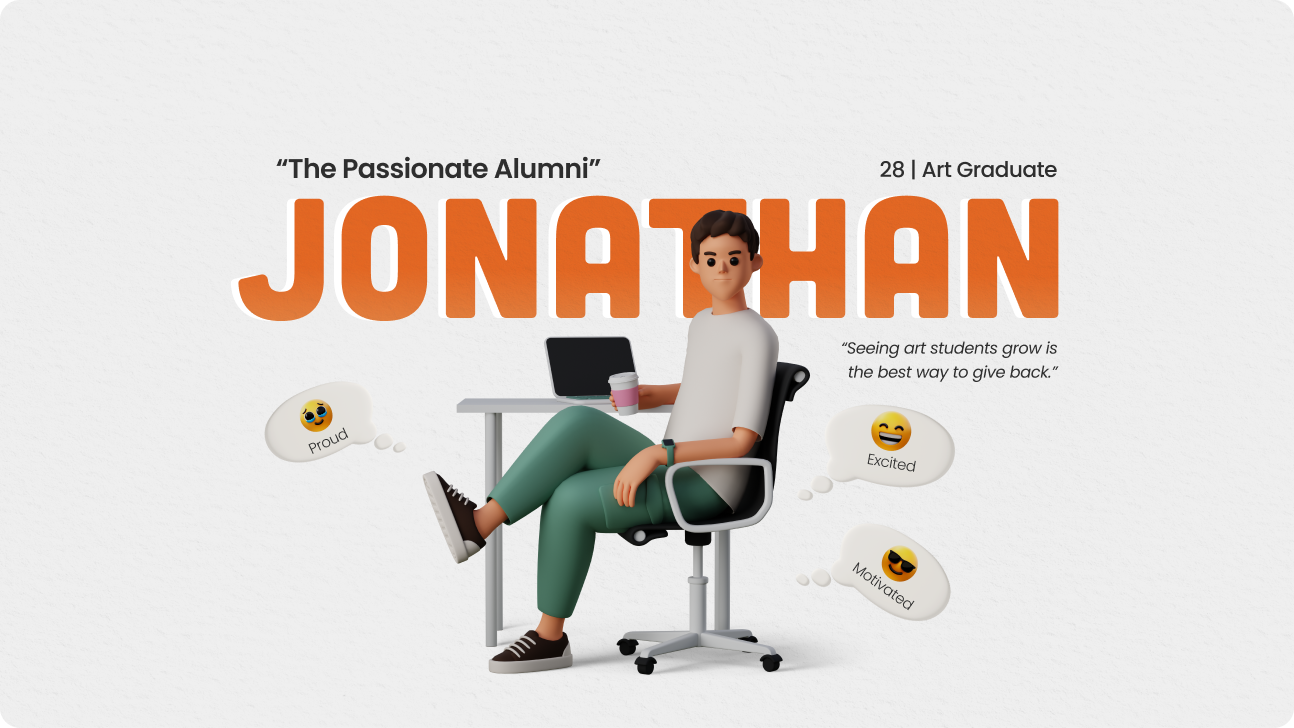 “The Passionate Alumni”
28 | Art Graduate
JONATHAN
“Seeing art students grow is
the best way to give back.”
Proud
Excited
Motivated